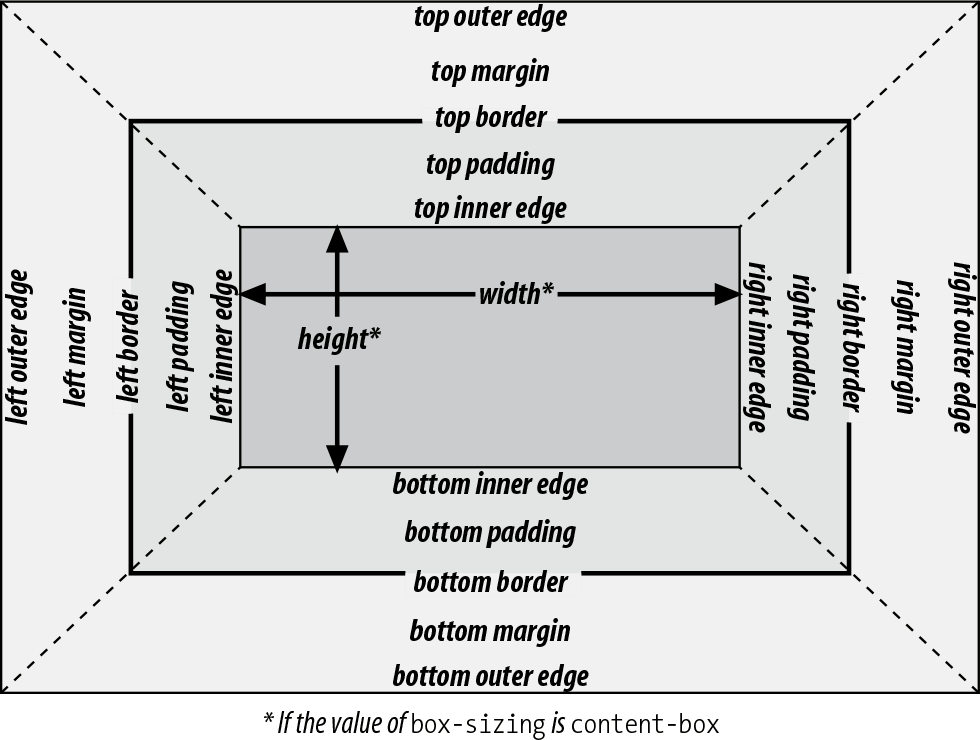 top outer edge
top margin
top border
top padding
top inner edge
left outer edge
left margin
left border
left padding
left inner edge
width*
height*
right inner edge
right padding
right border
right margin
right outer edge
bottom inner edge
bottom padding
bottom border
bottom margin
bottom outer edge
* If the value of box-sizing is content-box